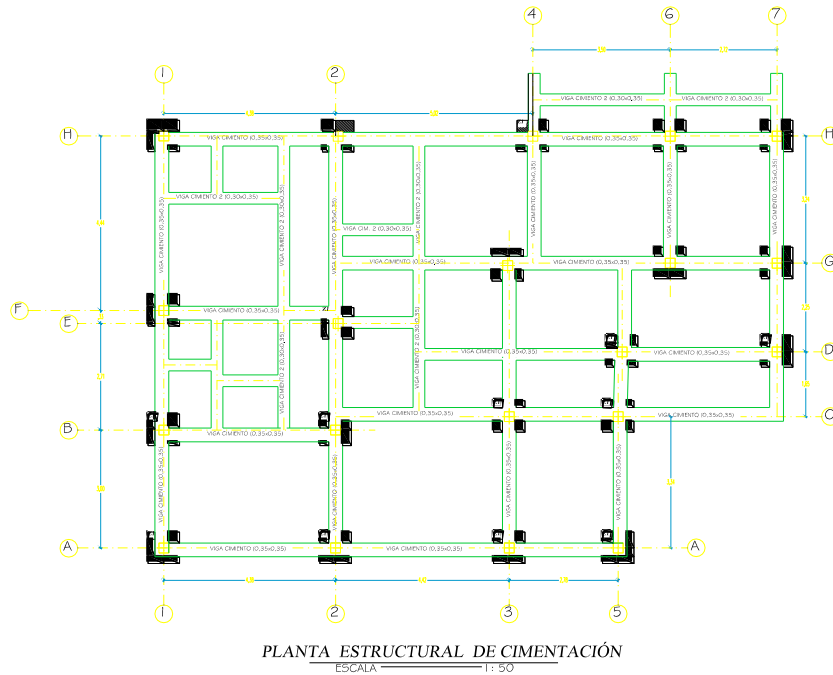 4 6 7
1 2
VIGA CIMIENTO 2 (0,30x0,35) VIGA CIMIENTO 2 (0,30x0,35)
H VIGA CIMIENTO (0,35x0,35) VIGA CIMIENTO (0,35x0,35) H
VIGA CIMIENTO (0,35x0,35)
VIGA CIMIENTO 2 (0,30x0,35)
VIGA CIMIENTO (0,35x0,35)
VIGA CIMIENTO 2 (0,30x0,35)
VIGA CIMIENTO (0,35x0,35)
VIGA CIMIENTO (0,35x0,35)
VIGA CIMIENTO (0,35x0,35)
VIGA CIMIENTO 2 (0,30x0,35)
VIGA CIM. 2 (0,30x0,35)
VIGA CIMIENTO (0,35x0,35) VIGA CIMIENTO (0,35x0,35) G
F VIGA CIMIENTO (0,35x0,35)
E
VIGA CIMIENTO 2 (0,30x0,35)
VIGA CIMIENTO 2 (0,30x0,35)
VIGA CIMIENTO (0,35x0,35) VIGA CIMIENTO (0,35x0,35) D
VIGA CIMIENTO (0,35x0,35) VIGA CIMIENTO (0,35x0,35) C
B VIGA CIMIENTO (0,35x0,35)
VIGA CIMIENTO (0,35x0,35)
VIGA CIMIENTO (0,35x0,35)
VIGA CIMIENTO (0,35x0,35)
VIGA CIMIENTO (0,35x0,35)
A VIGA CIMIENTO (0,35x0,35) VIGA CIMIENTO (0,35x0,35) A
1 2 3 5
PLANTA ESTRUCTURAL DE CIMENTACIÓN
ESCALA 1: 50